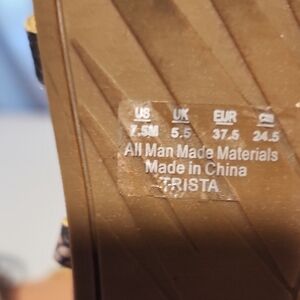 US UK EUR cm
7.5M 5.5 37.5 24.5
All Man Made Materials
Made in China
TRISTA